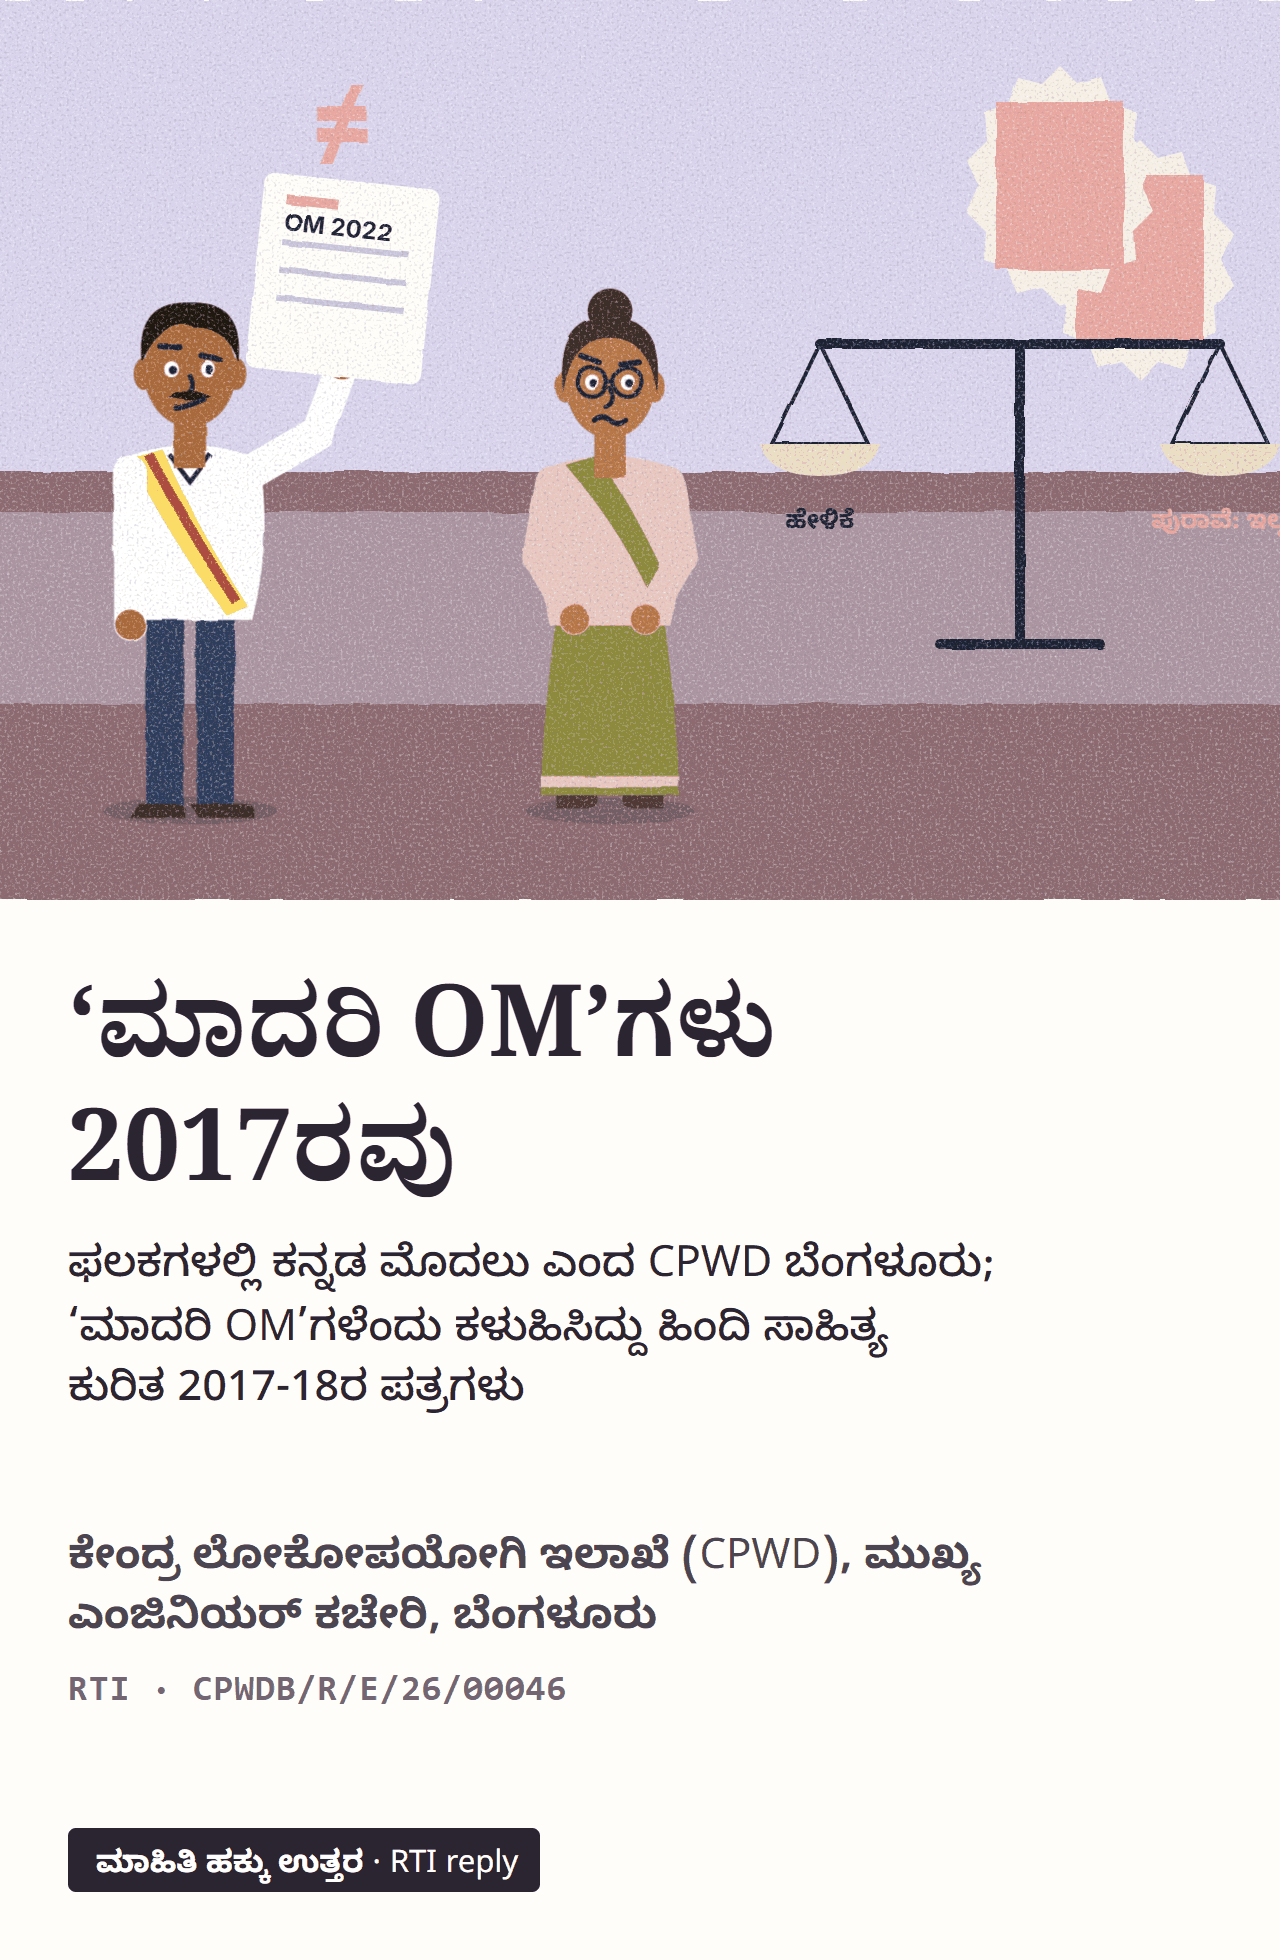 ≠
OM 2022
ಹೇಳಿಕೆ
ಪುರಾವೆ:
‘ಮಾದರಿ OM’ಗಳು
2017ರವು
ಫಲಕಗಳಲ್ಲಿ ಕನ್ನಡ ಮೊದಲು ಎಂದ CPWD ಬೆಂಗಳೂರು;
‘ಮಾದರಿ OM’ಗಳೆಂದು ಕಳುಹಿಸಿದ್ದು ಹಿಂದಿ ಸಾಹಿತ್ಯ
ಕುರಿತ 2017-18ರ ಪತ್ರಗಳು
ಕೇಂದ್ರ ಲೋಕೋಪಯೋಗಿ ಇಲಾಖೆ (CPWD), ಮುಖ್ಯ
ಎಂಜಿನಿಯರ್ ಕಚೇರಿ, ಬೆಂಗಳೂರು
RTI · CPWDB/R/E/26/00046
ಮಾಹಿತಿ ಹಕ್ಕು ಉತ್ತರ · RTI reply